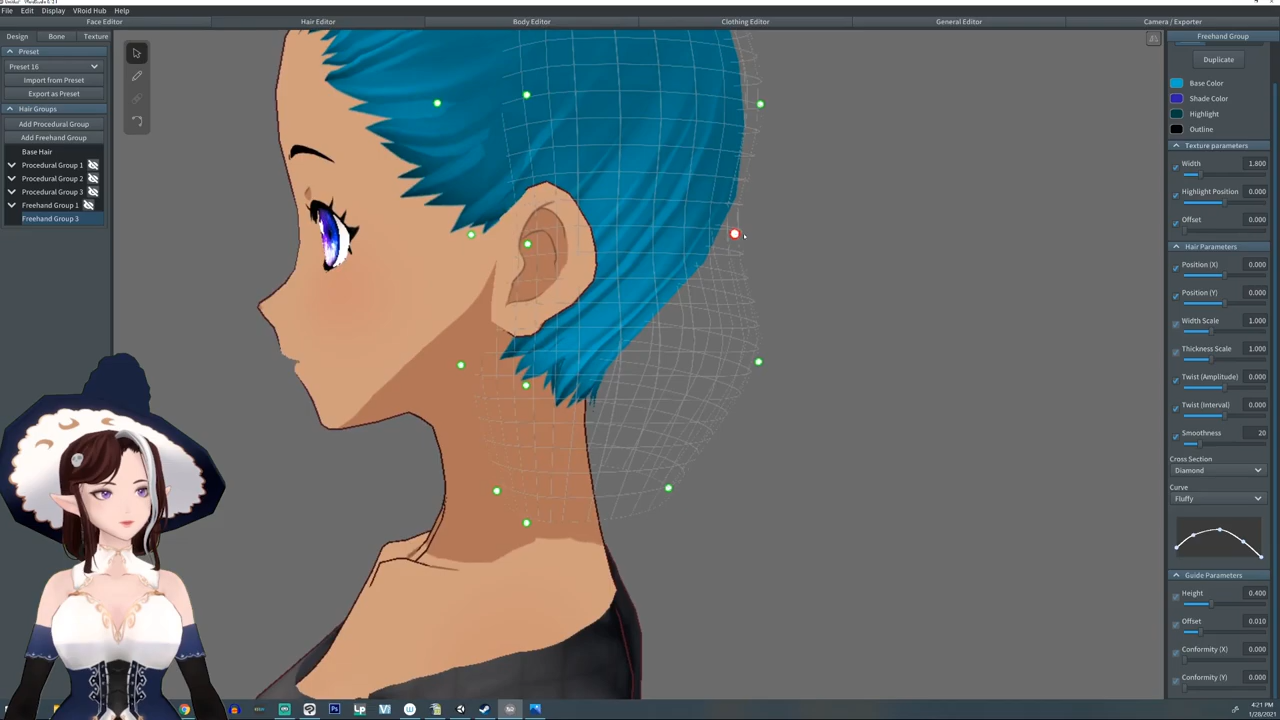 File Edit Display VRoid Hub Help
Face Editor Hair Editor Body Editor Clothing Editor General Editor Camera / Exporter
Design Bone Texture
Preset
Preset 16
Import from Preset
Export as Preset
Hair Groups
Add Procedural Group
Add Freehand Group
Base Hair
Procedural Group 1
Procedural Group 2
Procedural Group 3
Freehand Group 1
Freehand Group 3
Freehand Group
Duplicate
Base Color
Shade Color
Highlight
Outline
Texture parameters
Width 1.800
Highlight Position 0.000
Offset 0.000
Hair Parameters
Position (X) 0.000
Position (Y) 0.000
Width Scale 1.000
Thickness Scale 1.000
Twist (Amplitude) 0.000
Twist (Interval) 0.000
Smoothness 20
Cross Section
Diamond
Curve
Fluffy
Guide Parameters
Height 0.400
Offset 0.010
Conformity (X) 0.000
Conformity (Y) 0.000
4:21 PM
1/28/2021